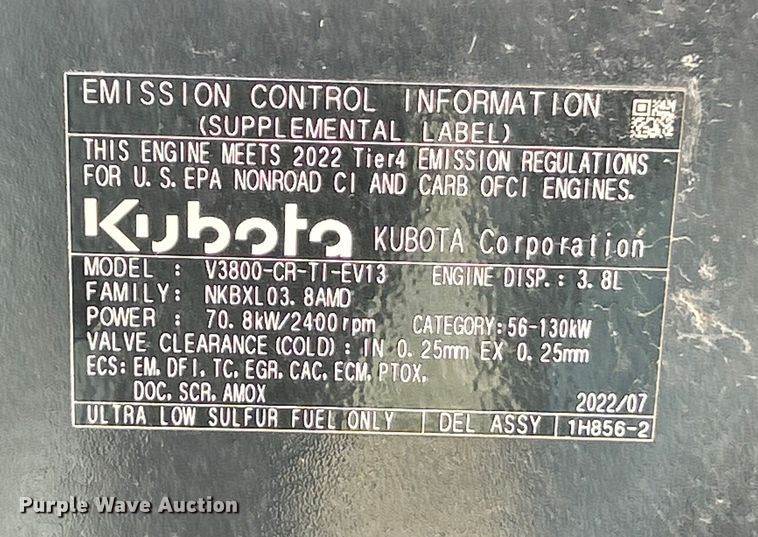 EMISSION CONTROL INFORMATION
(SUPPLEMENTAL LABEL)
THIS ENGINE MEETS 2022 Tier4 EMISSION REGULATIONS
FOR U.S.EPA NONROAD CI AND CARB OFCI ENGINES.
Kubota KUBOTA Corporation
MODEL : V3800-CR-TI-EV13 ENGINE DISP.: 3.8L
FAMILY: NKBXL03.8AMD
POWER : 70.8kW/2400rpm CATEGORY:56-130kW
VALVE CLEARANCE(COLD): IN 0.25mm EX 0.25mm
ECS: EM, DFI, TC, EGR, CAC, ECM, PTOX,
DOC, SCR, AMOX 2022/07
ULTRA LOW SULFUR FUEL ONLY DEL ASSY 1H856-2
Purple Wave Auction